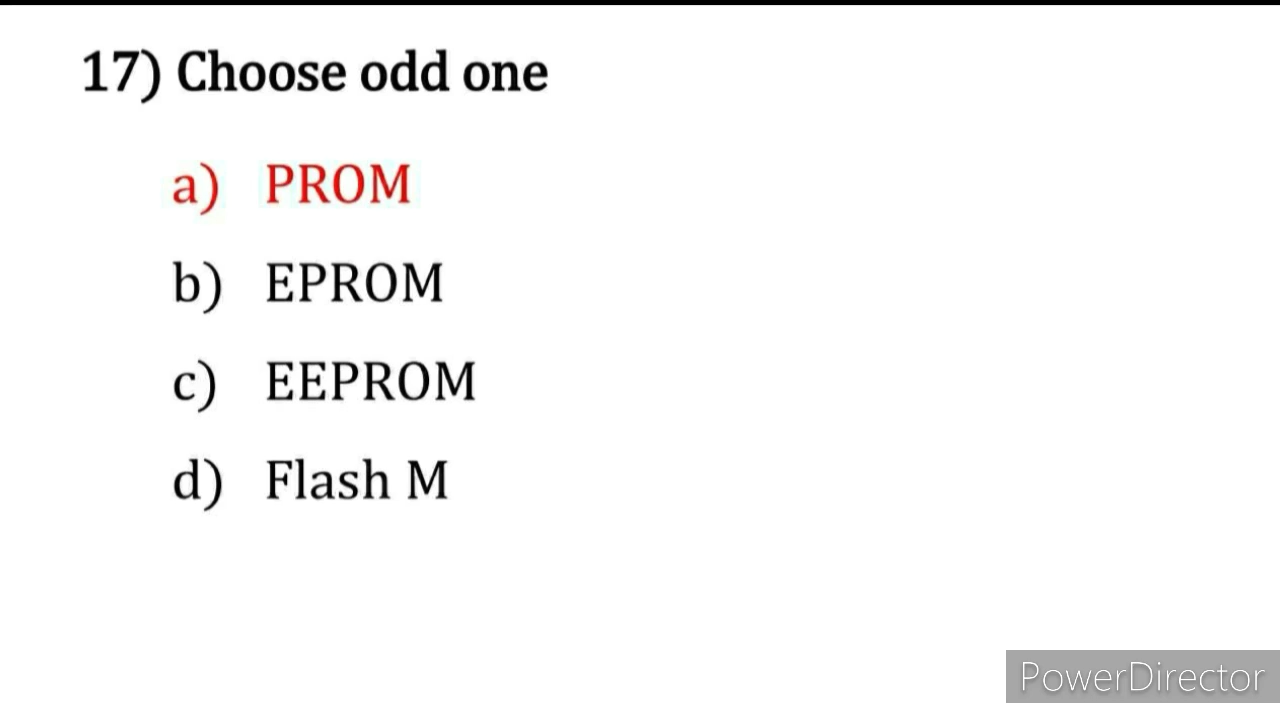 17) Choose odd one
a) PROM
b) EPROM
c) EEPROM
d) Flash M
PowerDirector